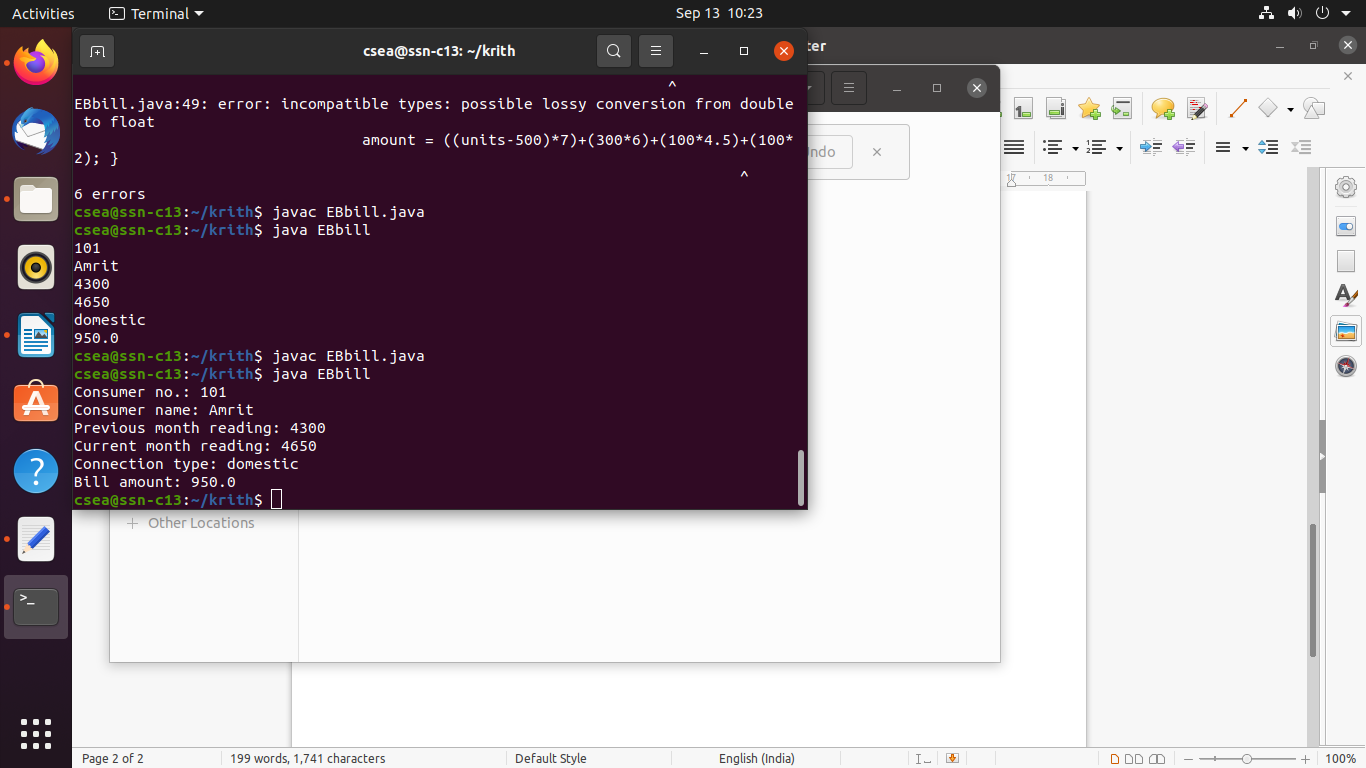 Activities
Terminal
Sep 13 10:23
csea@ssn-c13: ~/krith
ter
^
EBbill.java:49: error: incompatible types: possible lossy conversion from double
to float
amount = ((units-500)*7)+(300*6)+(100*4.5)+(100*
2); }
^
6 errors
csea@ssn-c13:~/krith$ javac EBbill.java
csea@ssn-c13:~/krith$ java EBbill
101
Amrit
4300
4650
domestic
950.0
csea@ssn-c13:~/krith$ javac EBbill.java
csea@ssn-c13:~/krith$ java EBbill
Consumer no.: 101
Consumer name: Amrit
Previous month reading: 4300
Current month reading: 4650
Connection type: domestic
Bill amount: 950.0
csea@ssn-c13:~/krith$
ndo
17 18
+ Other Locations
Page 2 of 2
199 words, 1,741 characters
Default Style
English (India)
100%